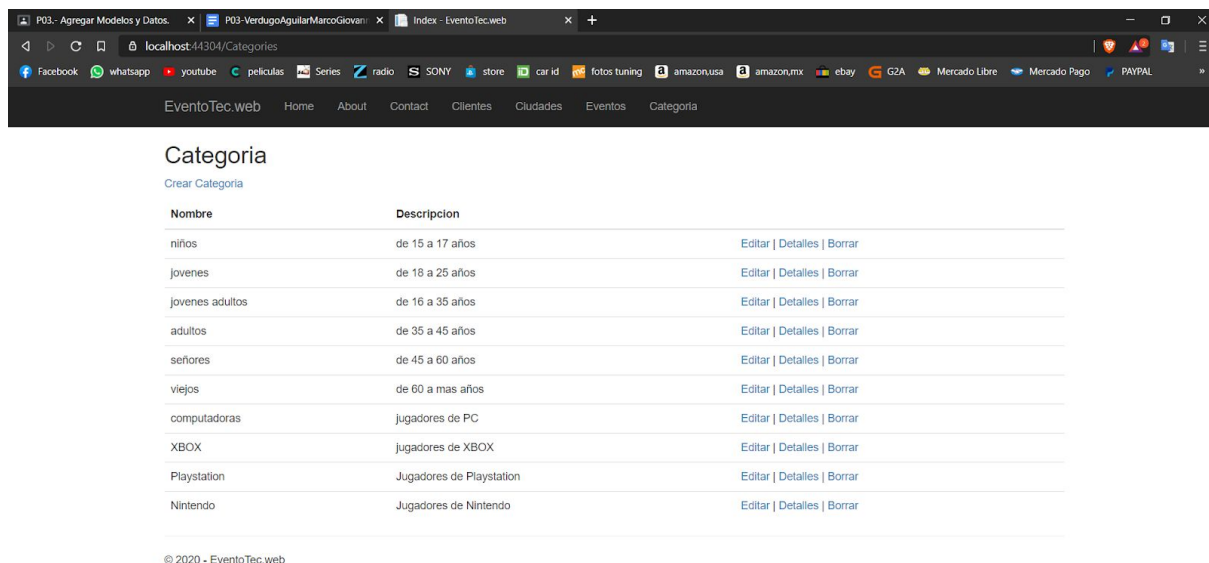 P03.- Agregar Modelos y Datos. P03-VerdugoAguilarMarcoGiovann Index - EventoTec.web
localhost:44304/Categories
Facebook whatsapp youtube peliculas Series radio SONY store car id fotos tuning amazon,usa amazon,mx ebay G2A Mercado Libre Mercado Pago PAYPAL »
EventoTec.web Home About Contact Clientes Ciudades Eventos Categoria
Categoria
Crear Categoria
Nombre Descripcion
niños de 15 a 17 años Editar | Detalles | Borrar
jovenes de 18 a 25 años Editar | Detalles | Borrar
jovenes adultos de 16 a 35 años Editar | Detalles | Borrar
adultos de 35 a 45 años Editar | Detalles | Borrar
señores de 45 a 60 años Editar | Detalles | Borrar
viejos de 60 a mas años Editar | Detalles | Borrar
computadoras jugadores de PC Editar | Detalles | Borrar
XBOX jugadores de XBOX Editar | Detalles | Borrar
Playstation Jugadores de Playstation Editar | Detalles | Borrar
Nintendo Jugadores de Nintendo Editar | Detalles | Borrar
© 2020 - EventoTec.web